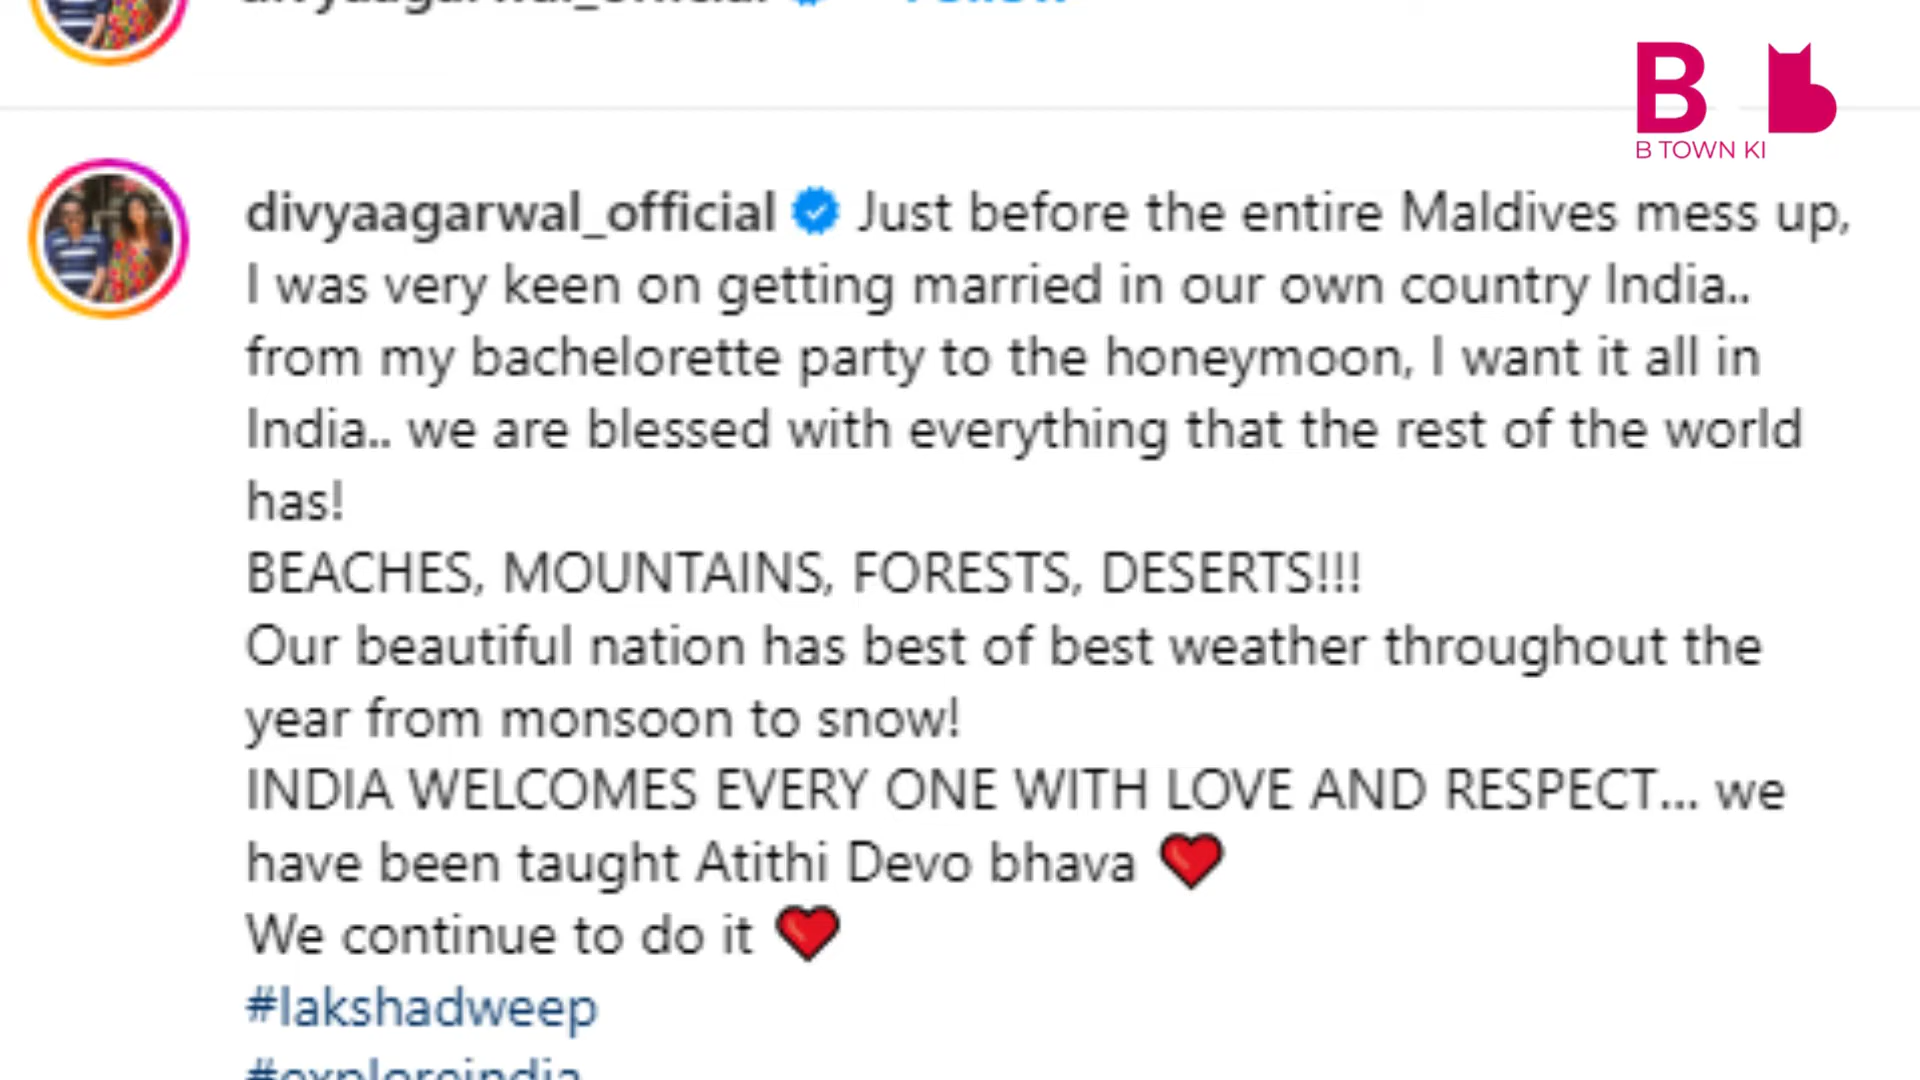 divyaagarwal_official Follow
B b
B TOWN KI
divyaagarwal_official Just before the entire Maldives mess up,
I was very keen on getting married in our own country India..
from my bachelorette party to the honeymoon, I want it all in
India.. we are blessed with everything that the rest of the world
has!
BEACHES, MOUNTAINS, FORESTS, DESERTS!!!
Our beautiful nation has best of best weather throughout the
year from monsoon to snow!
INDIA WELCOMES EVERY ONE WITH LOVE AND RESPECT... we
have been taught Atithi Devo bhava ❤️
We continue to do it ❤️
#lakshadweep
#exploreindia